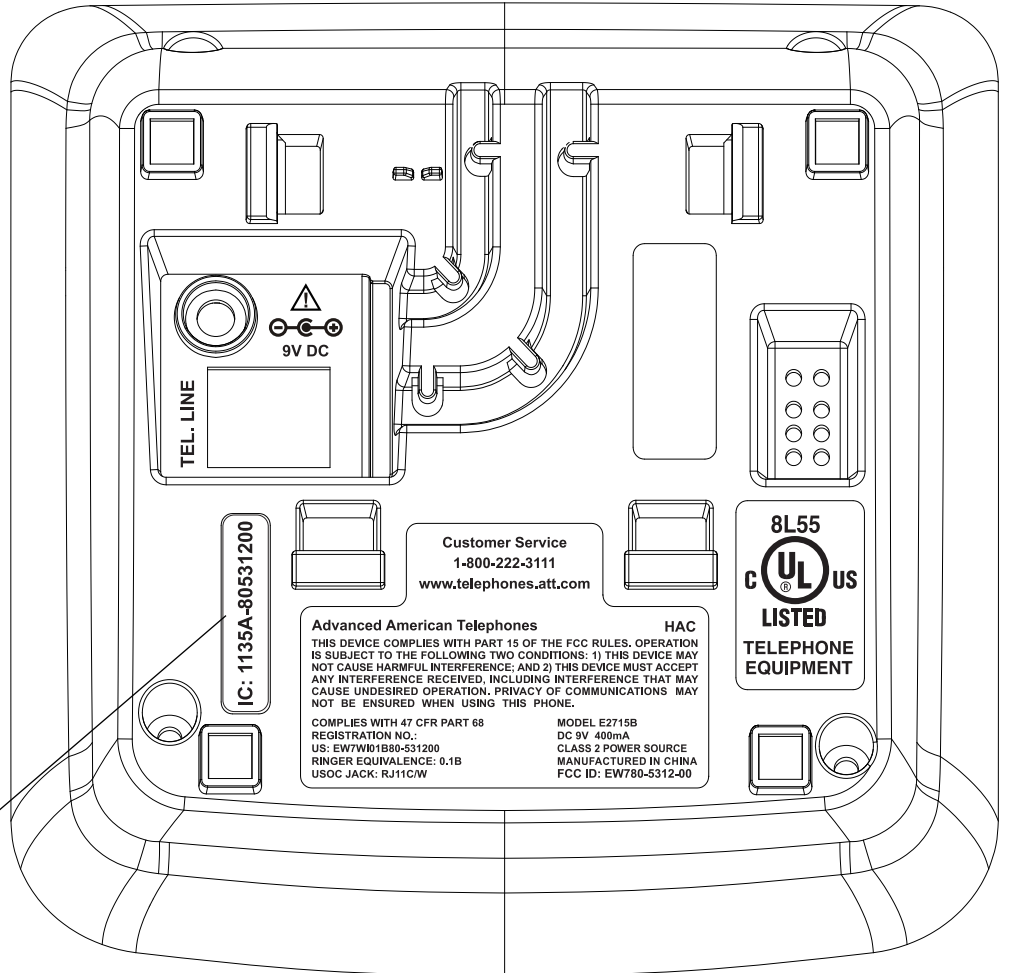 9V DC
TEL. LINE
IC: 1135A-80531200
Customer Service
1-800-222-3111
www.telephones.att.com
Advanced American Telephones HAC
THIS DEVICE COMPLIES WITH PART 15 OF THE FCC RULES. OPERATION
IS SUBJECT TO THE FOLLOWING TWO CONDITIONS: 1) THIS DEVICE MAY
NOT CAUSE HARMFUL INTERFERENCE; AND 2) THIS DEVICE MUST ACCEPT
ANY INTERFERENCE RECEIVED, INCLUDING INTERFERENCE THAT MAY
CAUSE UNDESIRED OPERATION. PRIVACY OF COMMUNICATIONS MAY
NOT BE ENSURED WHEN USING THIS PHONE.
COMPLIES WITH 47 CFR PART 68
REGISTRATION NO.:
US: EW7WI01B80-531200
RINGER EQUIVALENCE: 0.1B
USOC JACK: RJ11C/W
MODEL E2715B
DC 9V 400mA
CLASS 2 POWER SOURCE
MANUFACTURED IN CHINA
FCC ID: EW780-5312-00
8L55
C UL ® US
LISTED
TELEPHONE
EQUIPMENT